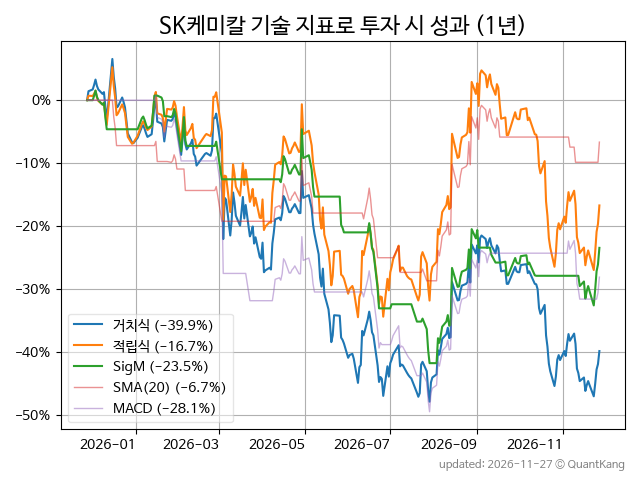 SK케미칼 기술 지표로 투자 시 성과 (1년)
0%
−10%
−20%
−30%
−40%
−50%
거치식 (−39.9%)
적립식 (−16.7%)
SigM (−23.5%)
SMA(20) (−6.7%)
MACD (−28.1%)
2026-01 2026-03 2026-05 2026-07 2026-09 2026-11
updated: 2026-11-27 © QuantKang